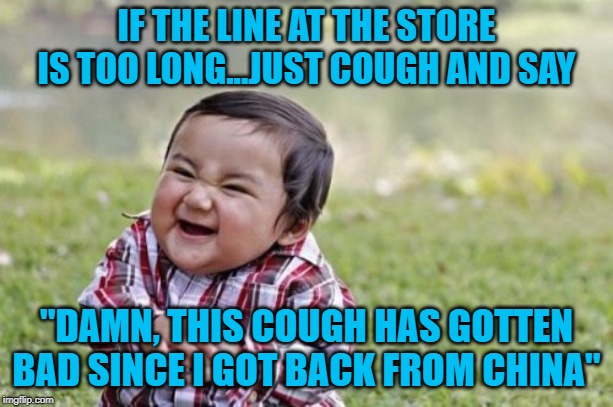 IF THE LINE AT THE STORE
IS TOO LONG...JUST COUGH AND SAY
"DAMN, THIS COUGH HAS GOTTEN
BAD SINCE I GOT BACK FROM CHINA"
imgflip.com